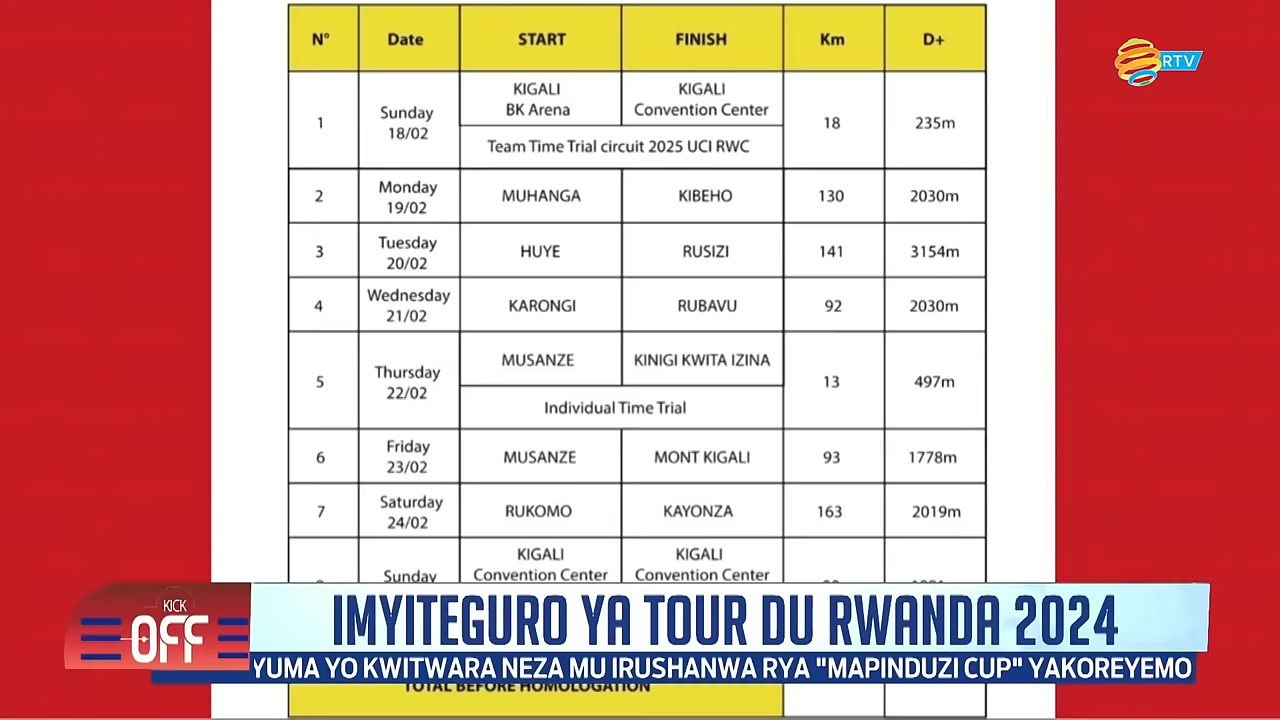 N° Date START FINISH Km D+
RTV
1 Sunday 18/02 KIGALI BK Arena KIGALI Convention Center 18 235m
Team Time Trial circuit 2025 UCI RWC
2 Monday 19/02 MUHANGA KIBEHO 130 2030m
3 Tuesday 20/02 HUYE RUSIZI 141 3154m
4 Wednesday 21/02 KARONGI RUBAVU 92 2030m
5 Thursday 22/02 MUSANZE KINIGI KWITA IZINA 13 497m
Individual Time Trial
6 Friday 23/02 MUSANZE MONT KIGALI 93 1778m
7 Saturday 24/02 RUKOMO KAYONZA 163 2019m
Sunday KIGALI Convention Center KIGALI Convention Center
KICK OFF
IMYITEGURO YA TOUR DU RWANDA 2024
YUMA YO KWITWARA NEZA MU IRUSHANWA RYA "MAPINDUZI CUP" YAKOREYEMO
TOTAL BEFORE HOMOLOGATION